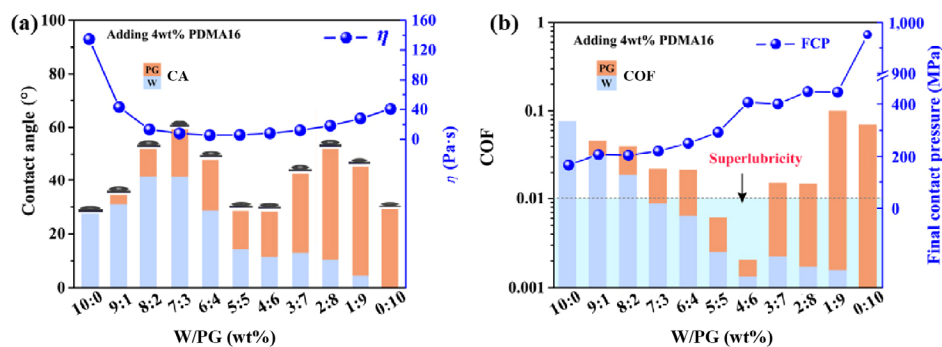 (a)
Adding 4wt% PDMA16
η
PG
W
CA
Contact angle (°)
100
80
60
40
20
0
160
120
80
40
0
η (Pa·s)
10:0 9:1 8:2 7:3 6:4 5:5 4:6 3:7 2:8 1:9 0:10
W/PG (wt%)
(b)
Adding 4wt% PDMA16
FCP
PG
W
COF
COF
1
0.1
0.01
0.001
Superlubricity
1,000
900
400
200
0
Final contact pressure (MPa)
10:0 9:1 8:2 7:3 6:4 5:5 4:6 3:7 2:8 1:9 0:10
W/PG (wt%)